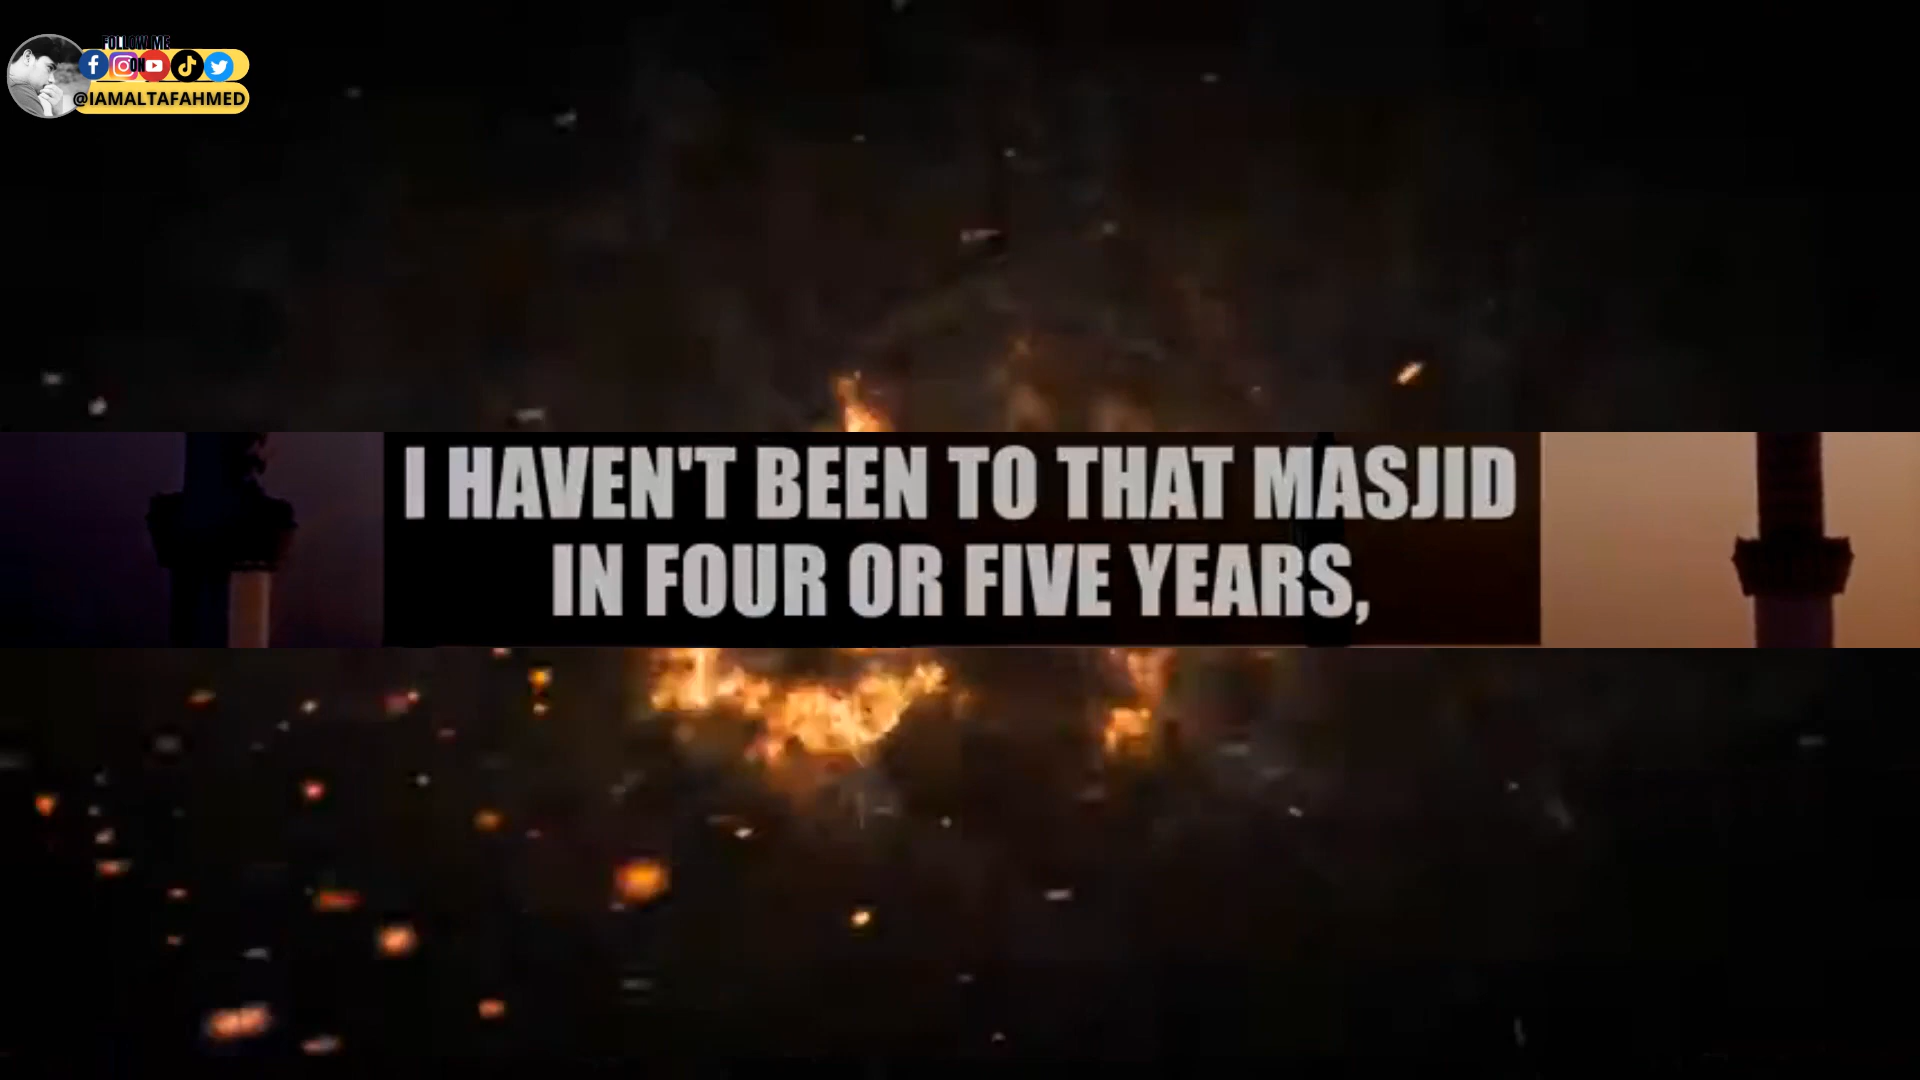 FOLLOW ME
ON
@IAMALTAFAHMED
I HAVEN'T BEEN TO THAT MASJID
IN FOUR OR FIVE YEARS,